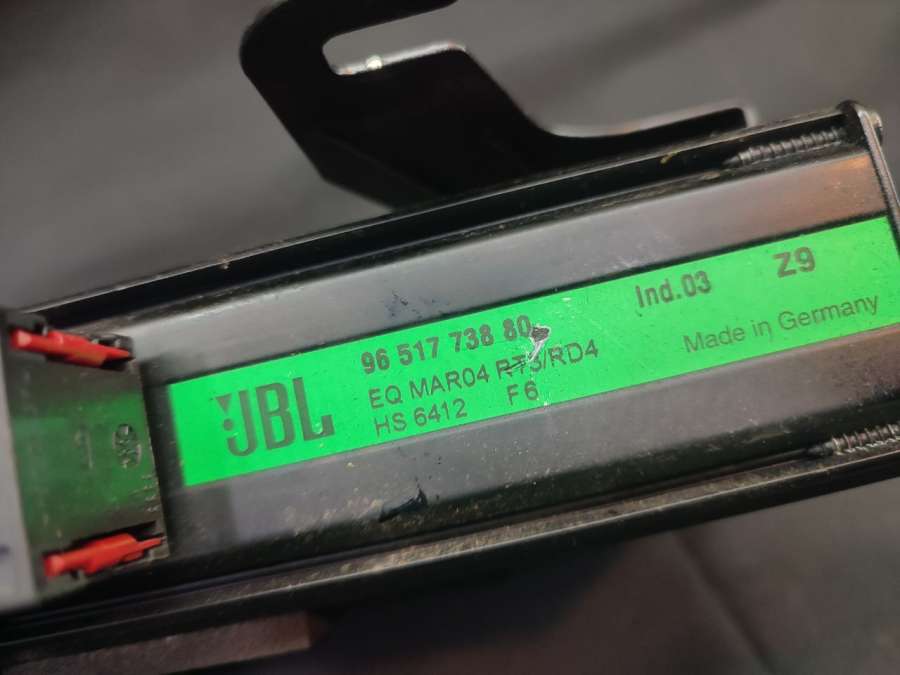 JBL
96 517 738 80
EQ MAR04 RT3/RD4
HS 6412 F6
Ind.03 Z9
Made in Germany